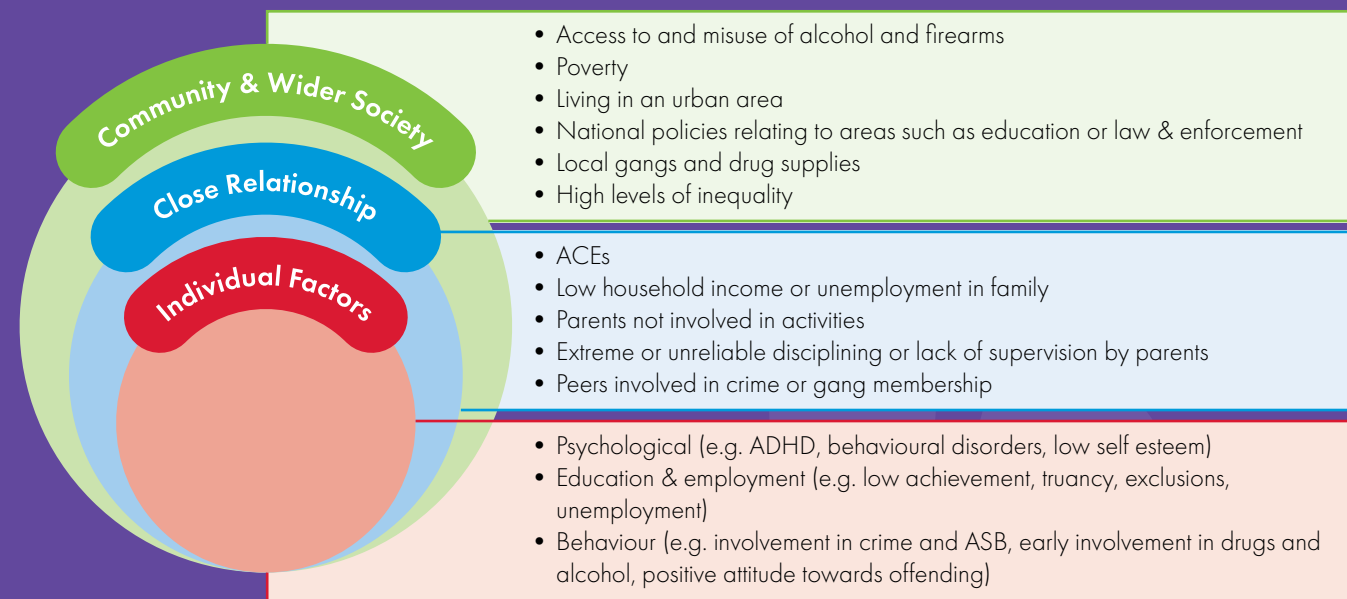 Community & Wider Society
• Access to and misuse of alcohol and firearms
• Poverty
• Living in an urban area
• National policies relating to areas such as education or law & enforcement
• Local gangs and drug supplies
• High levels of inequality
Close Relationship
• ACEs
• Low household income or unemployment in family
• Parents not involved in activities
• Extreme or unreliable disciplining or lack of supervision by parents
• Peers involved in crime or gang membership
Individual Factors
• Psychological (e.g. ADHD, behavioural disorders, low self esteem)
• Education & employment (e.g. low achievement, truancy, exclusions,
unemployment)
• Behaviour (e.g. involvement in crime and ASB, early involvement in drugs and
alcohol, positive attitude towards offending)